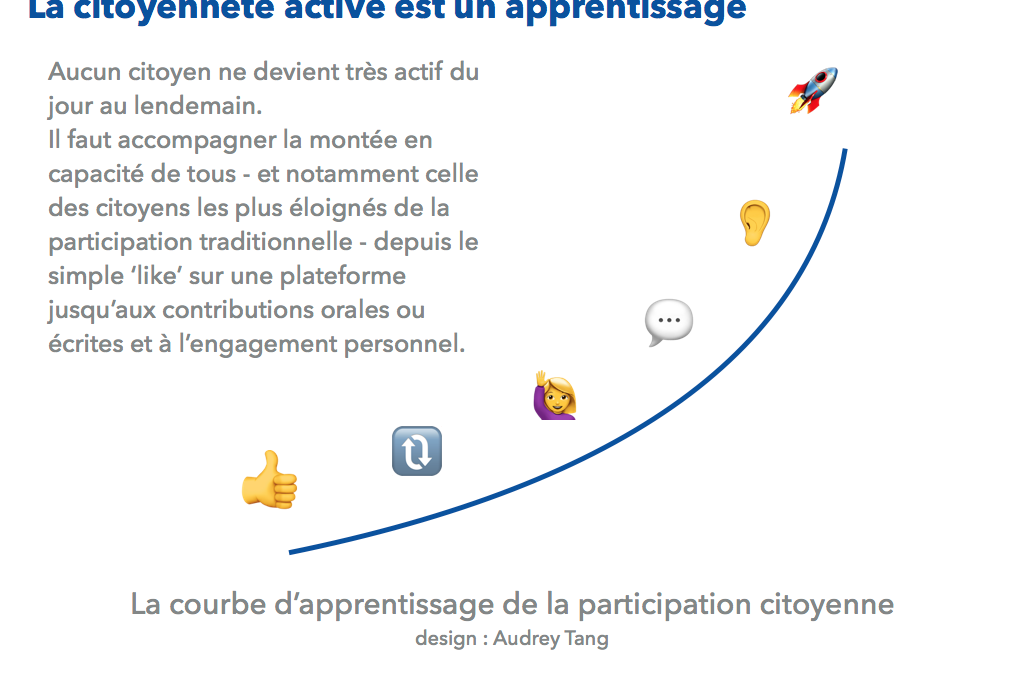 La citoyenneté active est un apprentissage
Aucun citoyen ne devient très actif du
jour au lendemain.
Il faut accompagner la montée en
capacité de tous - et notamment celle
des citoyens les plus éloignés de la
participation traditionnelle - depuis le
simple ‘like’ sur une plateforme
jusqu’aux contributions orales ou
écrites et à l’engagement personnel.
La courbe d’apprentissage de la participation citoyenne
design : Audrey Tang